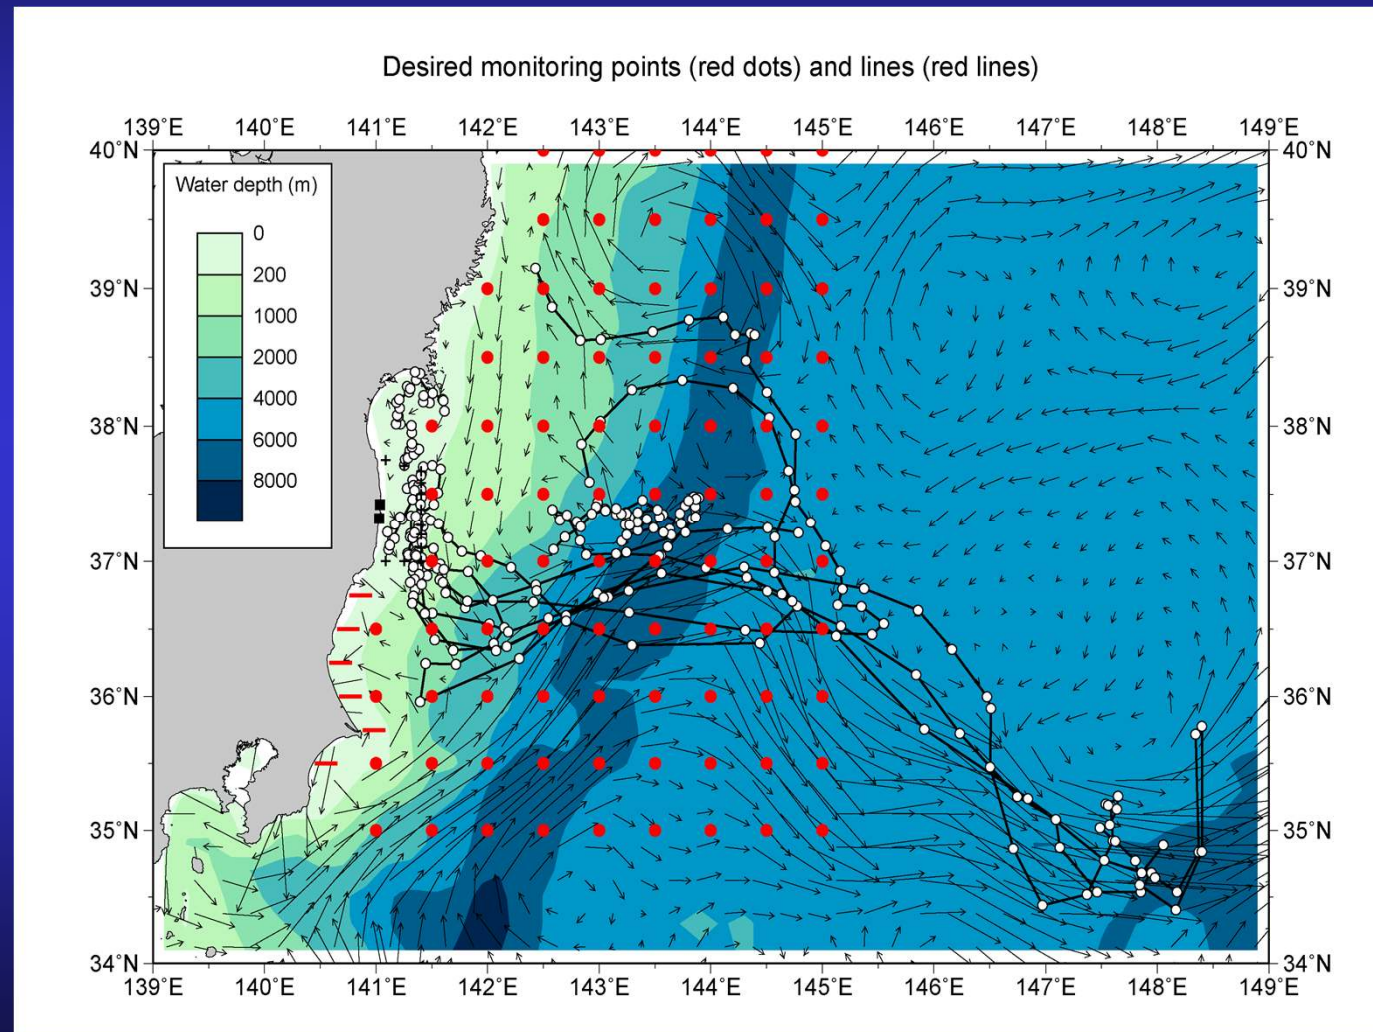 Desired monitoring points (red dots) and lines (red lines)
139˚E 140˚E 141˚E 142˚E 143˚E 144˚E 145˚E 146˚E 147˚E 148˚E 149˚E
40˚N 40˚N
Water depth (m)
0
200
1000
2000
4000
6000
8000
39˚N 39˚N
38˚N 38˚N
37˚N 37˚N
36˚N 36˚N
35˚N 35˚N
34˚N 34˚N
139˚E 140˚E 141˚E 142˚E 143˚E 144˚E 145˚E 146˚E 147˚E 148˚E 149˚E